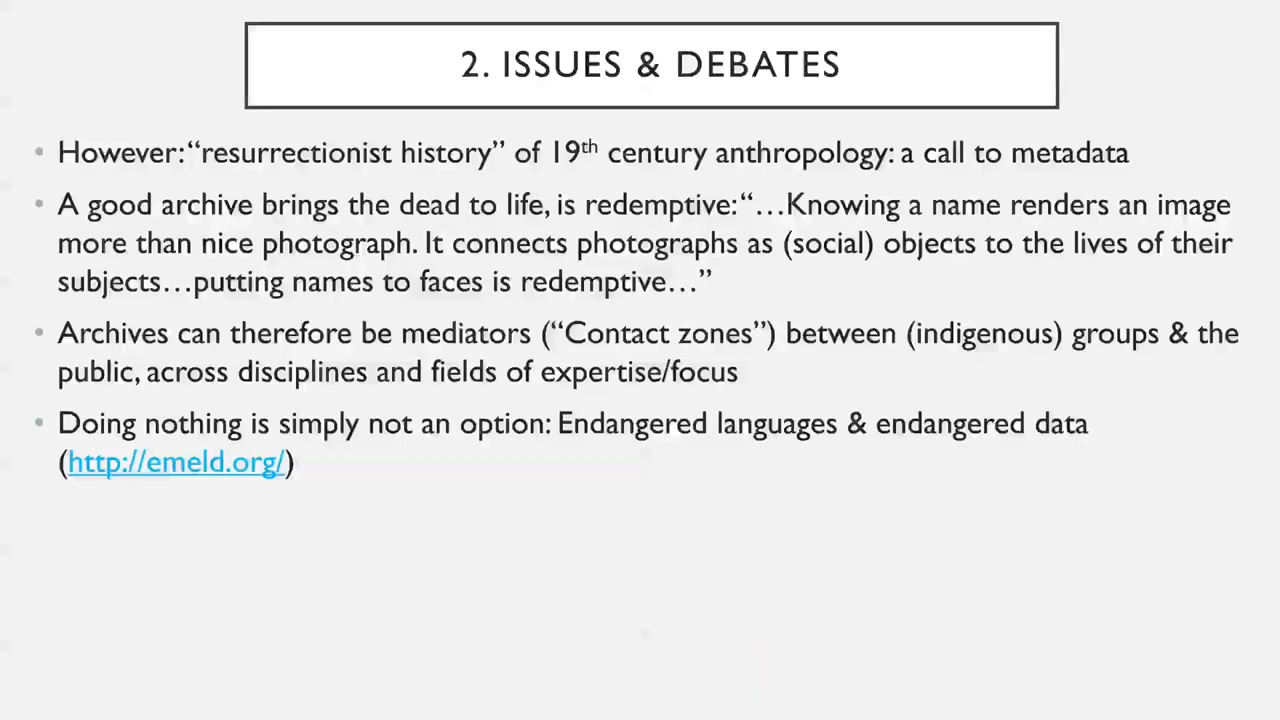 2. ISSUES & DEBATES
• However: “resurrectionist history” of 19th century anthropology: a call to metadata
• A good archive brings the dead to life, is redemptive: “…Knowing a name renders an image
more than nice photograph. It connects photographs as (social) objects to the lives of their
subjects…putting names to faces is redemptive…”
• Archives can therefore be mediators (“Contact zones”) between (indigenous) groups & the
public, across disciplines and fields of expertise/focus
• Doing nothing is simply not an option: Endangered languages & endangered data
(http://emeld.org/)